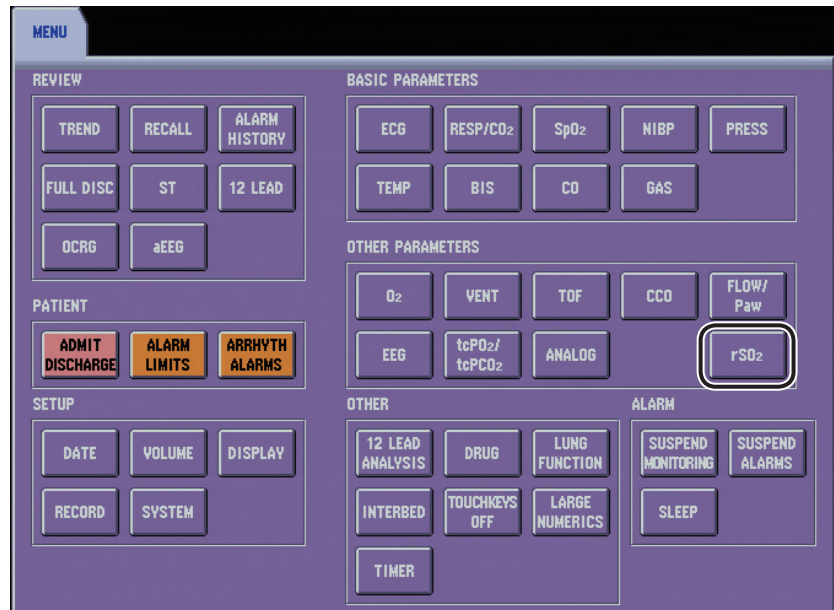 MENU
REVIEW
TREND
RECALL
ALARM
HISTORY
FULL DISC
ST
12 LEAD
OCRG
aEEG
PATIENT
ADMIT
DISCHARGE
ALARM
LIMITS
ARRHYTH
ALARMS
SETUP
DATE
VOLUME
DISPLAY
RECORD
SYSTEM
BASIC PARAMETERS
ECG
RESP/CO₂
SpO₂
NIBP
PRESS
TEMP
BIS
CO
GAS
OTHER PARAMETERS
O₂
VENT
TOF
CCO
FLOW/
Paw
EEG
tcPO₂/
tcPCO₂
ANALOG
rSO₂
OTHER
12 LEAD
ANALYSIS
DRUG
LUNG
FUNCTION
INTERBED
TOUCHKEYS
OFF
LARGE
NUMERICS
TIMER
ALARM
SUSPEND
MONITORING
SUSPEND
ALARMS
SLEEP